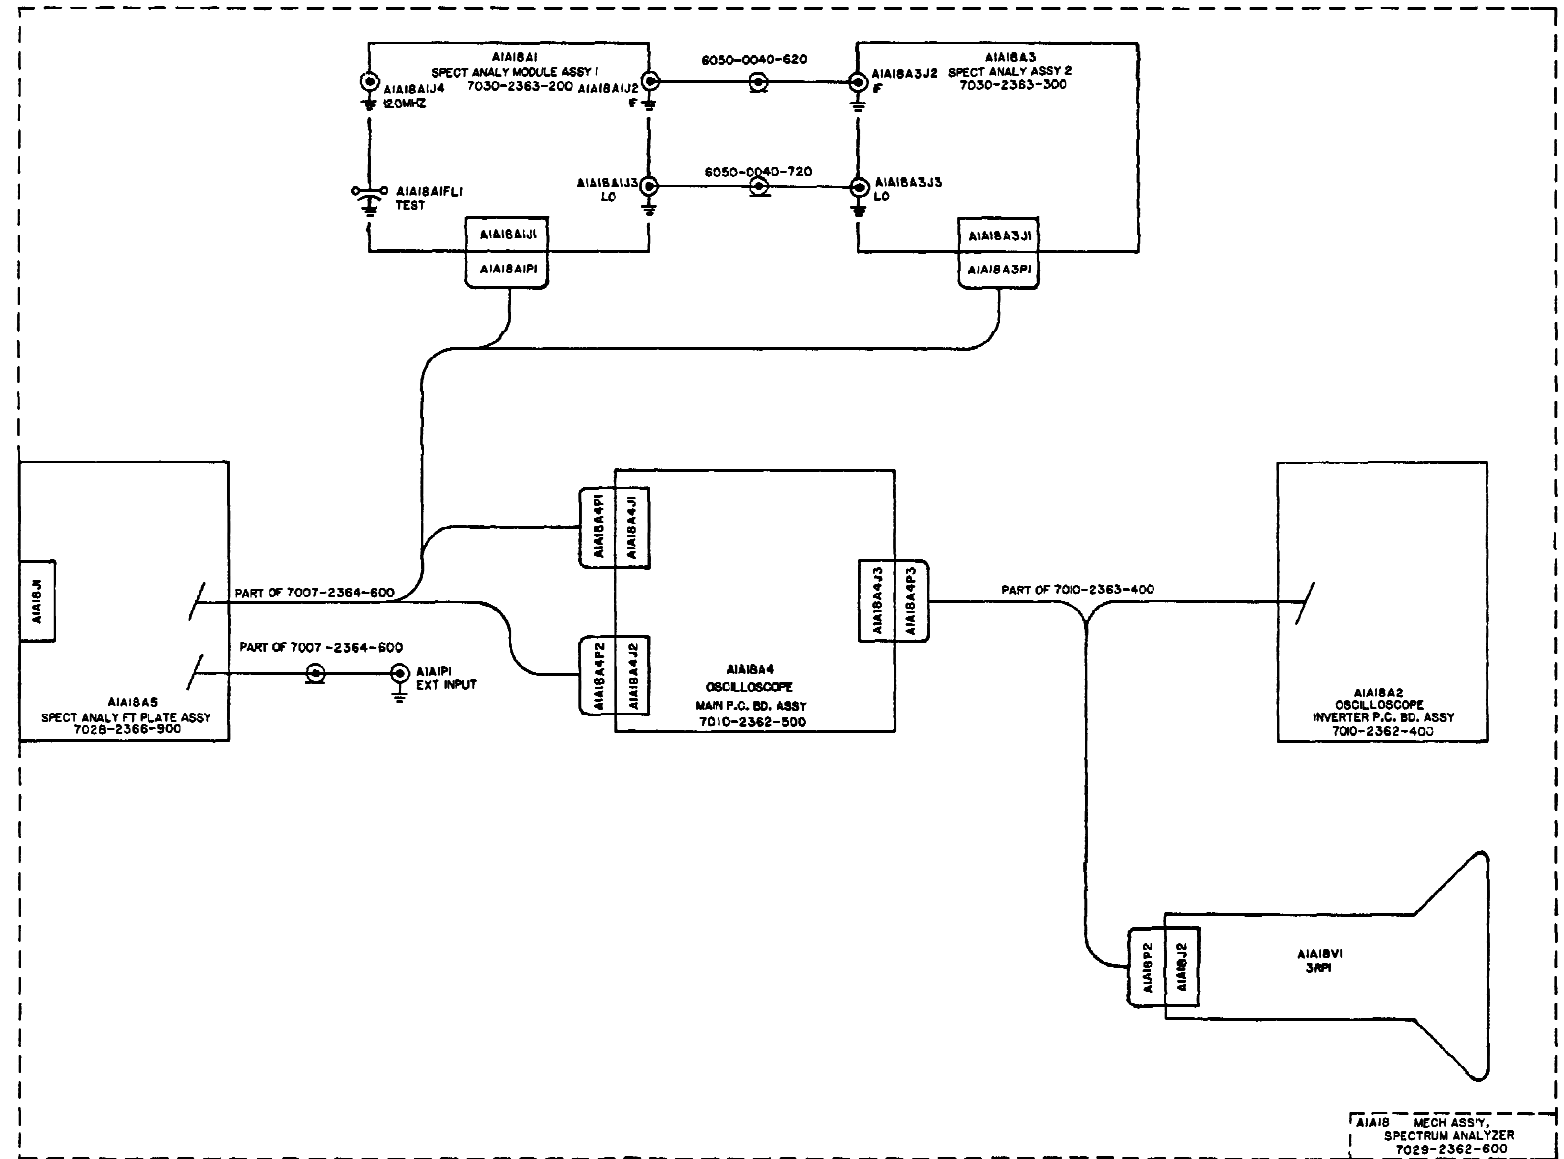 A1A18A1
SPECT ANALY MODULE ASSY 1
7030-2363-200
A1A18A1J4
120MHZ
A1A18A1J2
IF
6050-0040-620
A1A18A3J2
IF
A1A18A3
SPECT ANALY ASSY 2
7030-2363-300
A1A18A1FL1
TEST
A1A18A1J3
LO
6050-0040-720
A1A18A3J3
LO
A1A18A1J1
A1A18A1P1
A1A18A3J1
A1A18A3P1
A1A18J1
PART OF 7007-2364-600
PART OF 7007-2364-600
A1A1P1
EXT INPUT
A1A18A5
SPECT ANALY FT PLATE ASSY
7028-2366-900
A1A18A4P1
A1A18A4J1
A1A18A4P2
A1A18A4J2
A1A18A4J3
A1A18A4P3
A1A18A4
OSCILLOSCOPE
MAIN P.C. BD. ASSY
7010-2362-500
PART OF 7010-2363-400
A1A18A2
OSCILLOSCOPE
INVERTER P.C. BD. ASSY
7010-2362-400
A1A18P2
A1A18J2
A1A18V1
3RP1
A1A18 MECH ASS'Y,
SPECTRUM ANALYZER
7029-2362-600